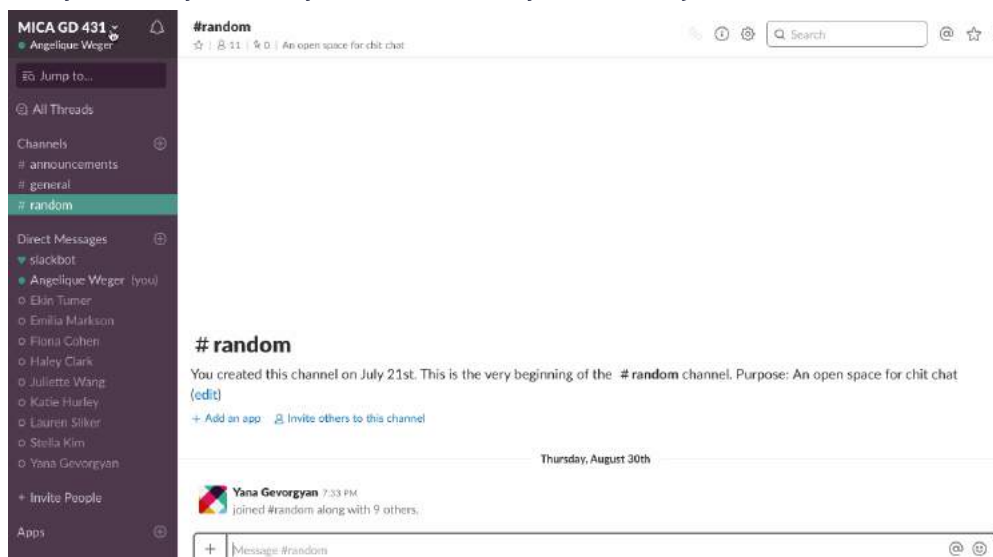 MICA GD 431
Angelique Weger
Jump to...
All Threads
Channels
# announcements
# general
# random
Direct Messages
slackbot
Angelique Weger (you)
Ekin Turner
Emilia Markson
Fiona Cohen
Haley Clark
Juliette Wang
Katie Hurley
Lauren Silker
Stella Kim
Yana Gevorgyan
+ Invite People
Apps
#random
11 | 0 | An open space for chit chat
Search
# random
You created this channel on July 21st. This is the very beginning of the # random channel. Purpose: An open space for chit chat
(edit)
+ Add an app Invite others to this channel
Thursday, August 30th
Yana Gevorgyan 7:33 PM
joined #random along with 9 others.
+ Message #random